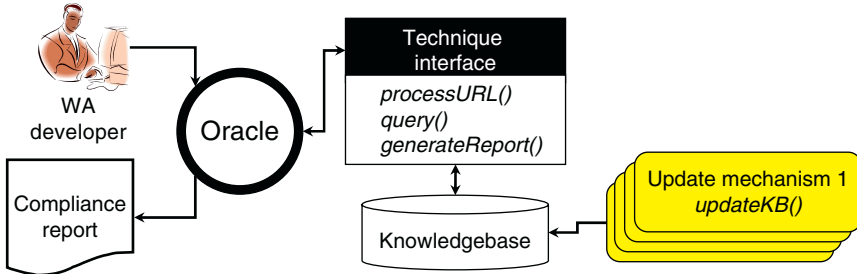 WA
developer
Oracle
Technique
interface
processURL()
query()
generateReport()
Compliance
report
Knowledgebase
Update mechanism 1
updateKB()